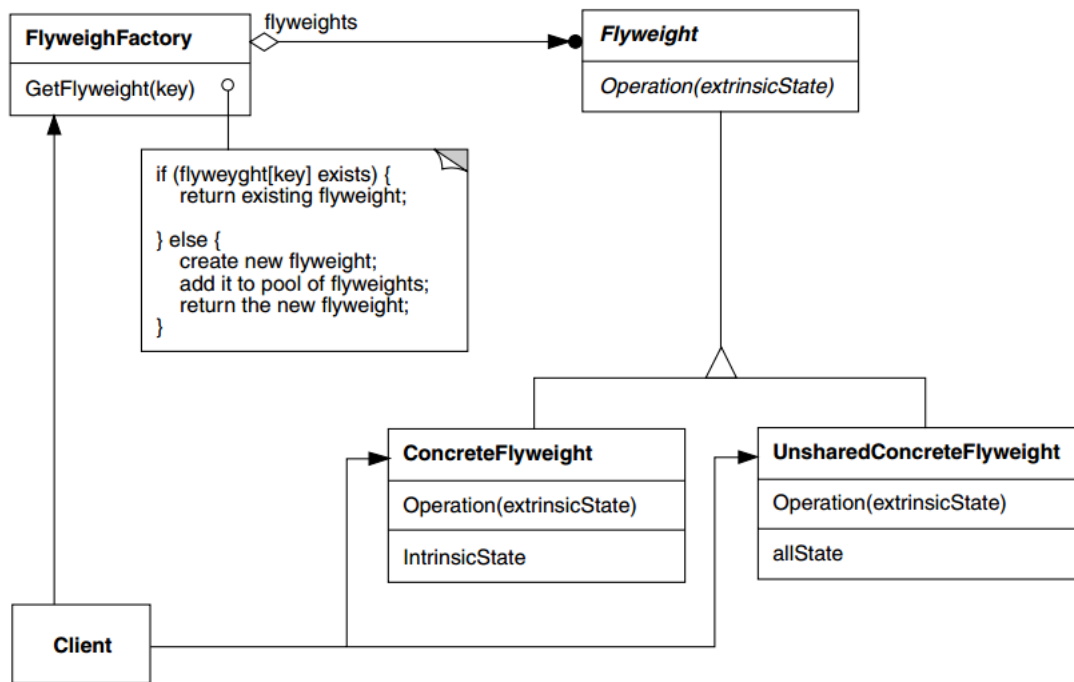 FlyweighFactory
GetFlyweight(key)
flyweights
Flyweight
Operation(extrinsicState)
if (flyweyght[key] exists) {
return existing flyweight;
} else {
create new flyweight;
add it to pool of flyweights;
return the new flyweight;
}
ConcreteFlyweight
Operation(extrinsicState)
IntrinsicState
UnsharedConcreteFlyweight
Operation(extrinsicState)
allState
Client